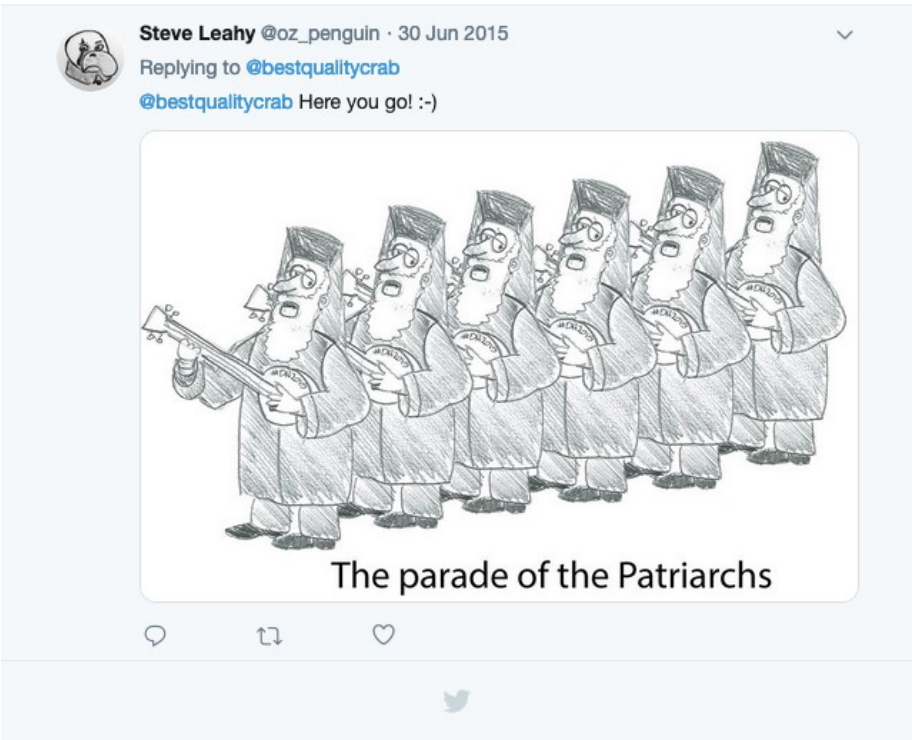 Steve Leahy @oz_penguin · 30 Jun 2015
Replying to @bestqualitycrab
@bestqualitycrab Here you go! :-)
The parade of the Patriarchs